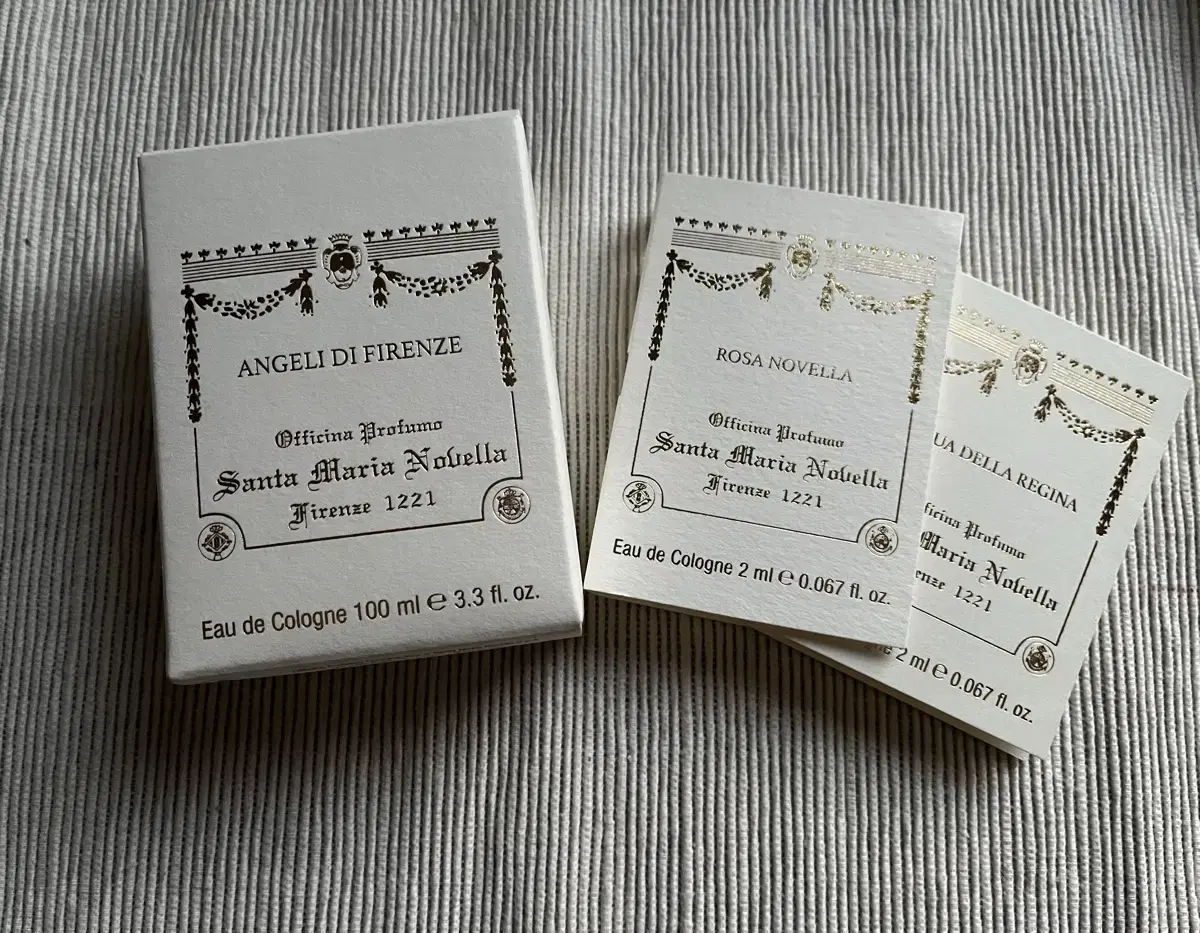 ANGELI DI FIRENZE
Officina Profumo
Santa Maria Novella
Firenze 1221
Eau de Cologne 100 ml ℮ 3.3 fl. oz.
ROSA NOVELLA
Officina Profumo
Santa Maria Novella
Firenze 1221
Eau de Cologne 2 ml ℮ 0.067 fl. oz.
UA DELLA REGINA
ficina Profumo
Maria Novella
enze 1221
2 ml ℮ 0.067 fl. oz.